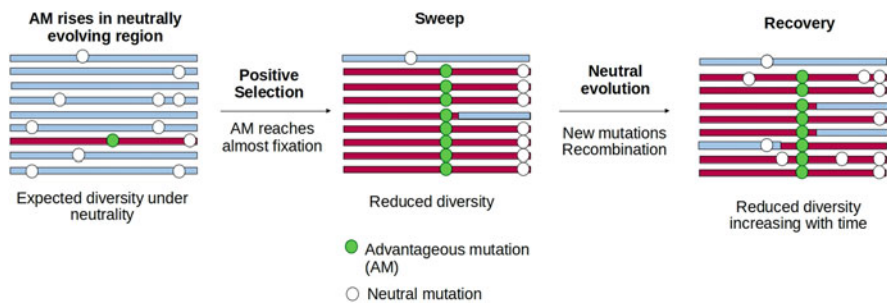 AM rises in neutrally
evolving region
Expected diversity under
neutrality
Positive
Selection
AM reaches
almost fixation
Sweep
Reduced diversity
Neutral
evolution
New mutations
Recombination
Recovery
Reduced diversity
increasing with time
Advantageous mutation
(AM)
Neutral mutation